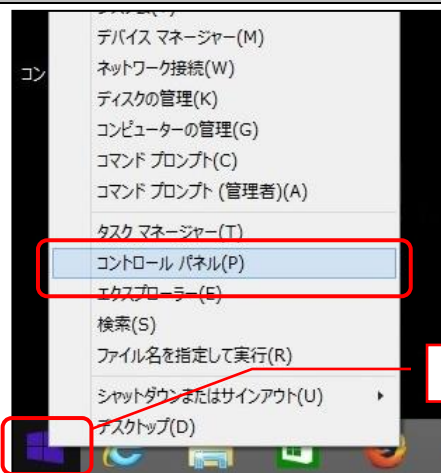 デバイス マネージャー(M)
コン
ネットワーク接続(W)
ディスクの管理(K)
コンピューターの管理(G)
コマンド プロンプト(C)
コマンド プロンプト (管理者)(A)
タスク マネージャー(T)
コントロール パネル(P)
エクスプローラー(E)
検索(S)
ファイル名を指定して実行(R)
シャットダウンまたはサインアウト(U)
デスクトップ(D)